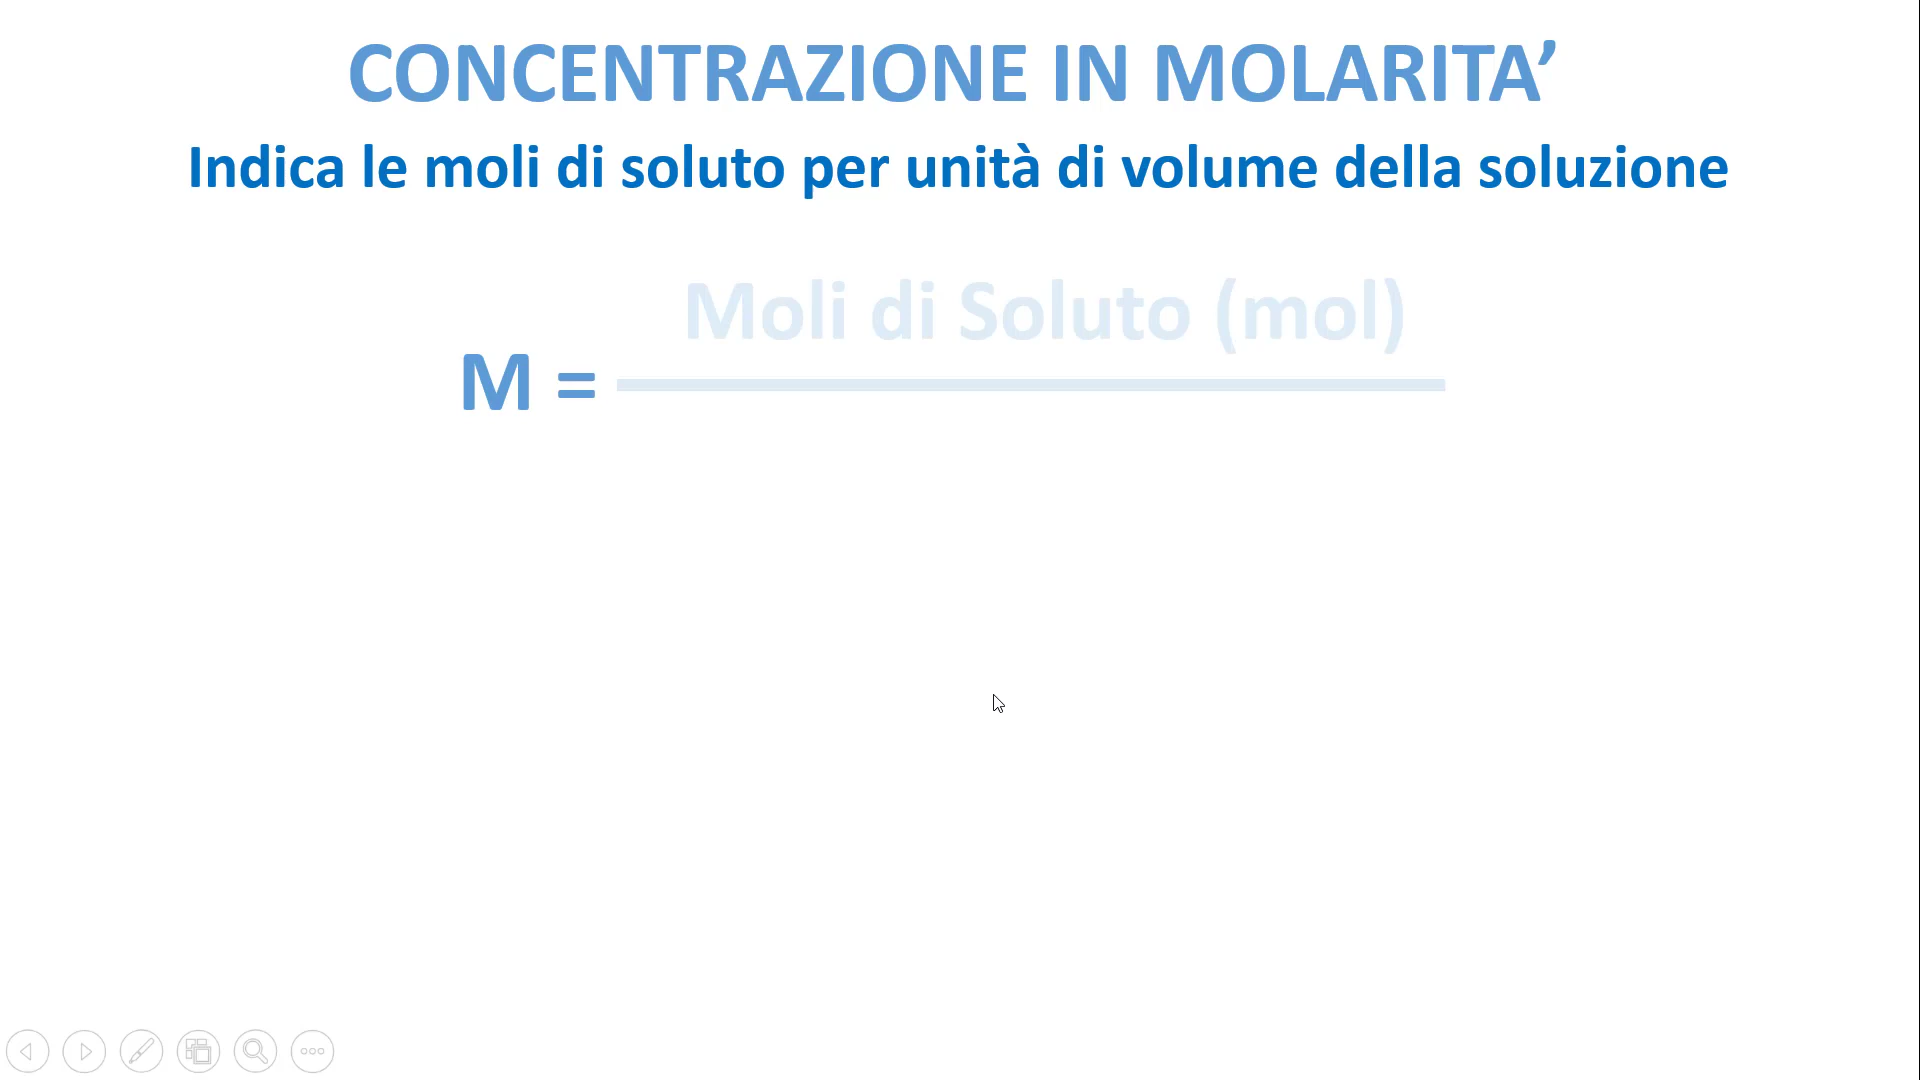 CONCENTRAZIONE IN MOLARITA’
Indica le moli di soluto per unità di volume della soluzione
Moli di Soluto (mol)
M =